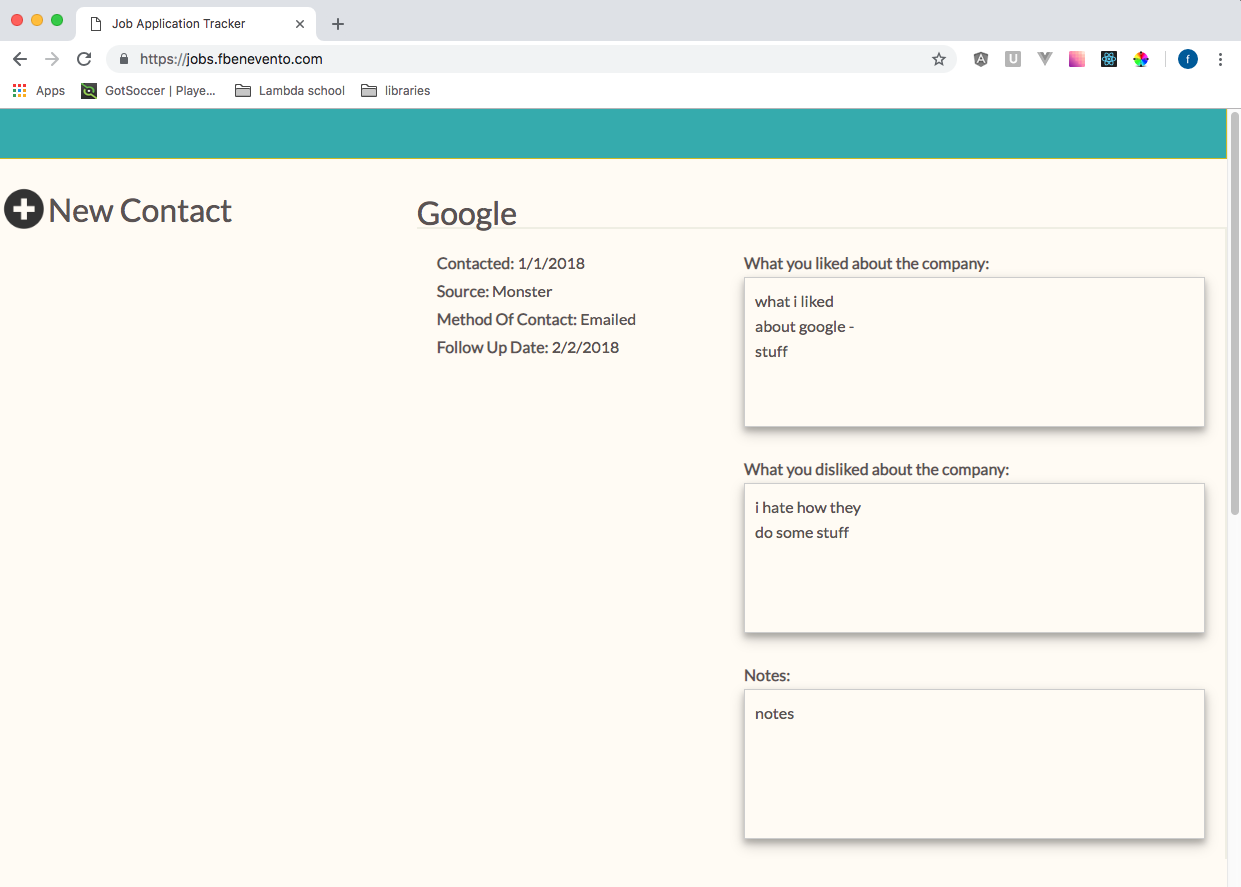 Job Application Tracker
https://jobs.fbenevento.com
f
Apps
GotSoccer | Playe...
Lambda school
libraries
New Contact
Google
Contacted: 1/1/2018
Source: Monster
Method Of Contact: Emailed
Follow Up Date: 2/2/2018
What you liked about the company:
what i liked
about google -
stuff
What you disliked about the company:
i hate how they
do some stuff
Notes:
notes